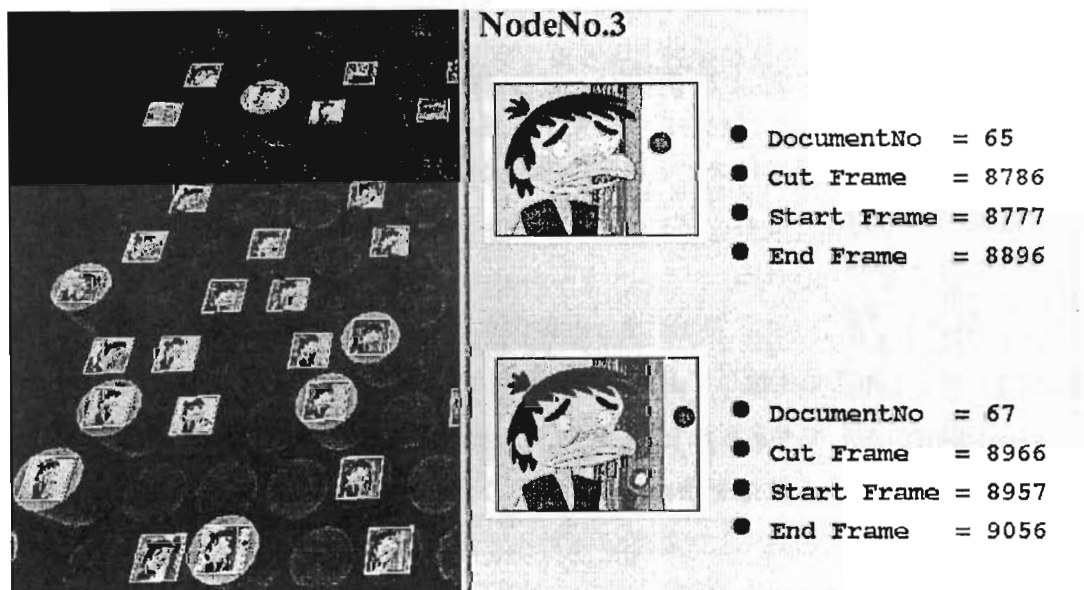 NodeNo.3
● DocumentNo = 65
● Cut Frame = 8786
● Start Frame = 8777
● End Frame = 8896
● DocumentNo = 67
● Cut Frame = 8966
● Start Frame = 8957
● End Frame = 9056